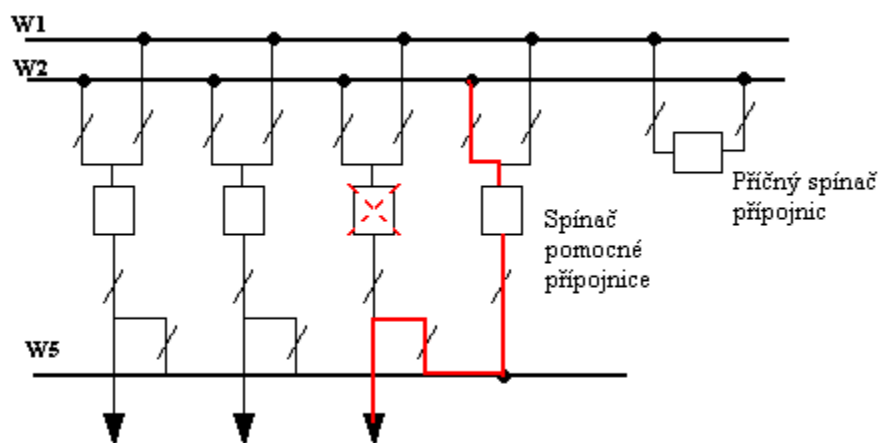 W1
W2
Příčný spínač
přípojnic
Spínač
pomocné
přípojnice
W5